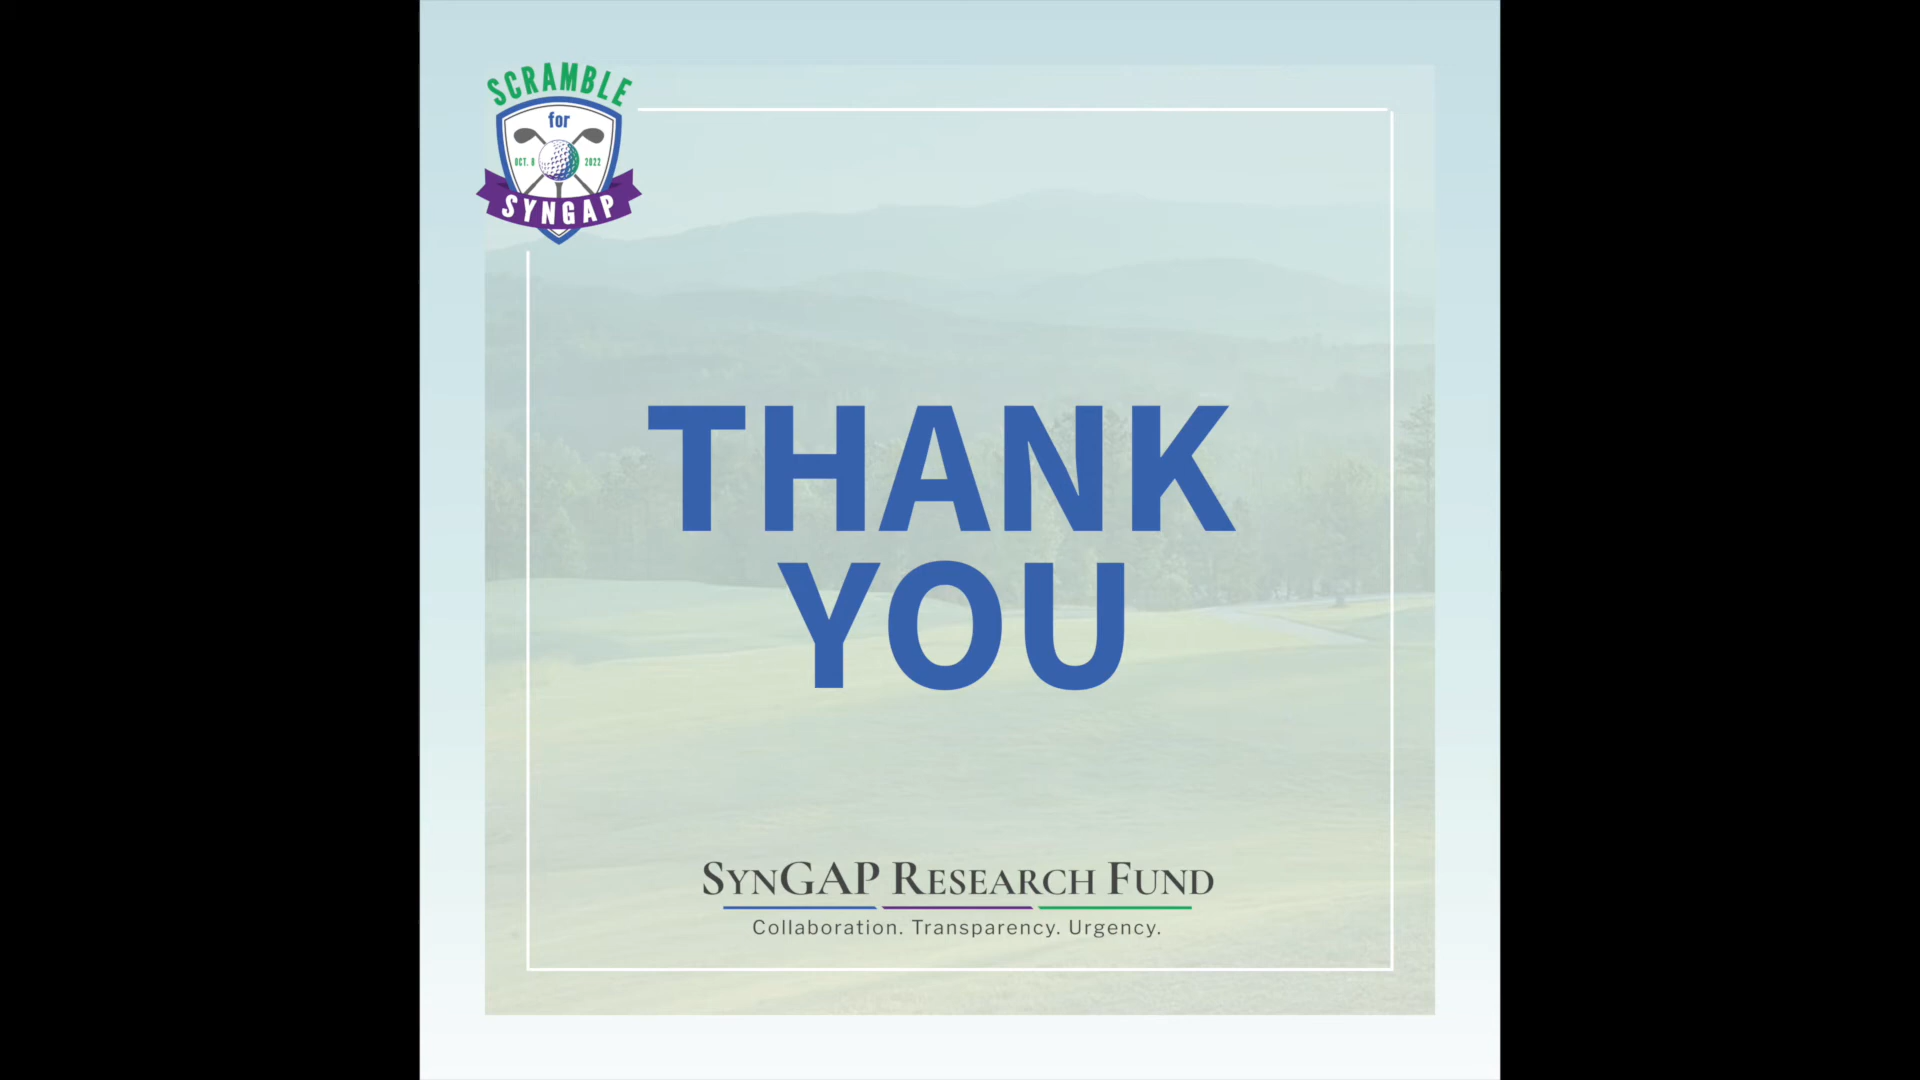 SCRAMBLE
for
OCT. 8 2022
SYNGAP
THANK
YOU
SYNGAP RESEARCH FUND
Collaboration. Transparency. Urgency.